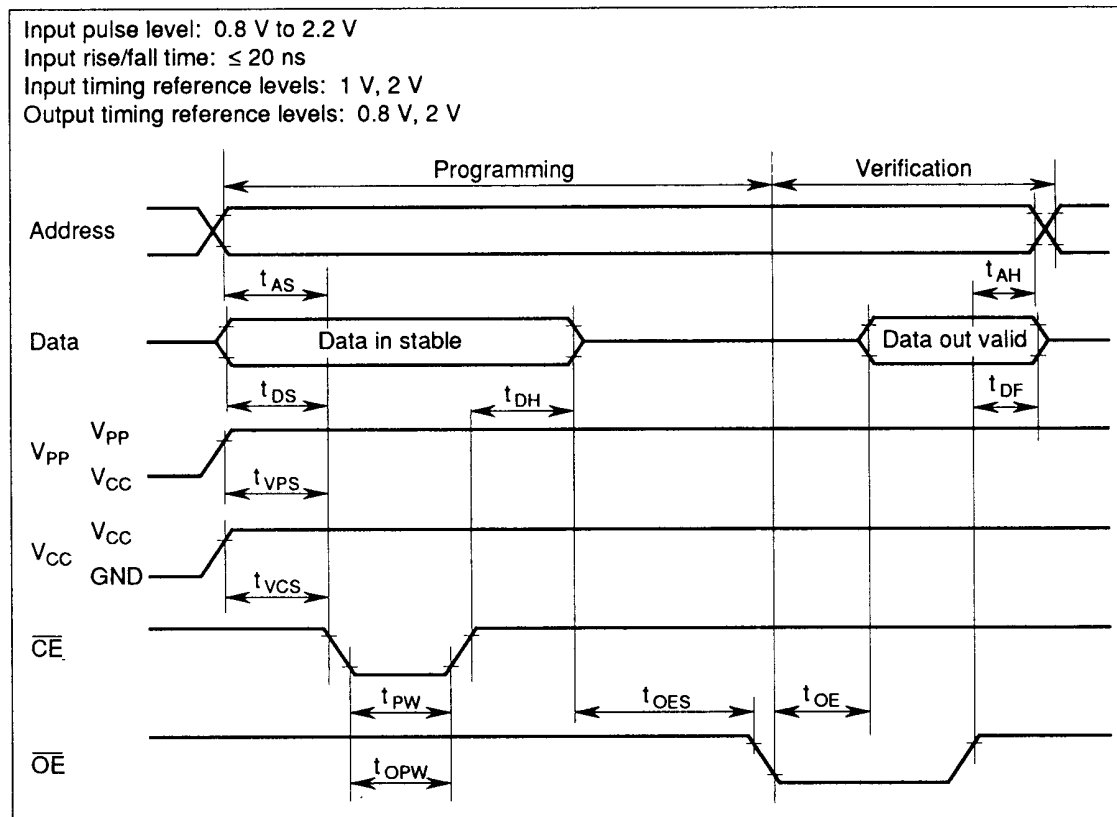 Input pulse level: 0.8 V to 2.2 V
Input rise/fall time: ≤ 20 ns
Input timing reference levels: 1 V, 2 V
Output timing reference levels: 0.8 V, 2 V
Programming
Verification
Address
tAS
tAH
Data
Data in stable
Data out valid
tDS
tDH
tDF
VPP
VPP
VCC
tVPS
VCC
VCC
GND
tVCS
CE
tPW
tOES
tOE
OE
tOPW